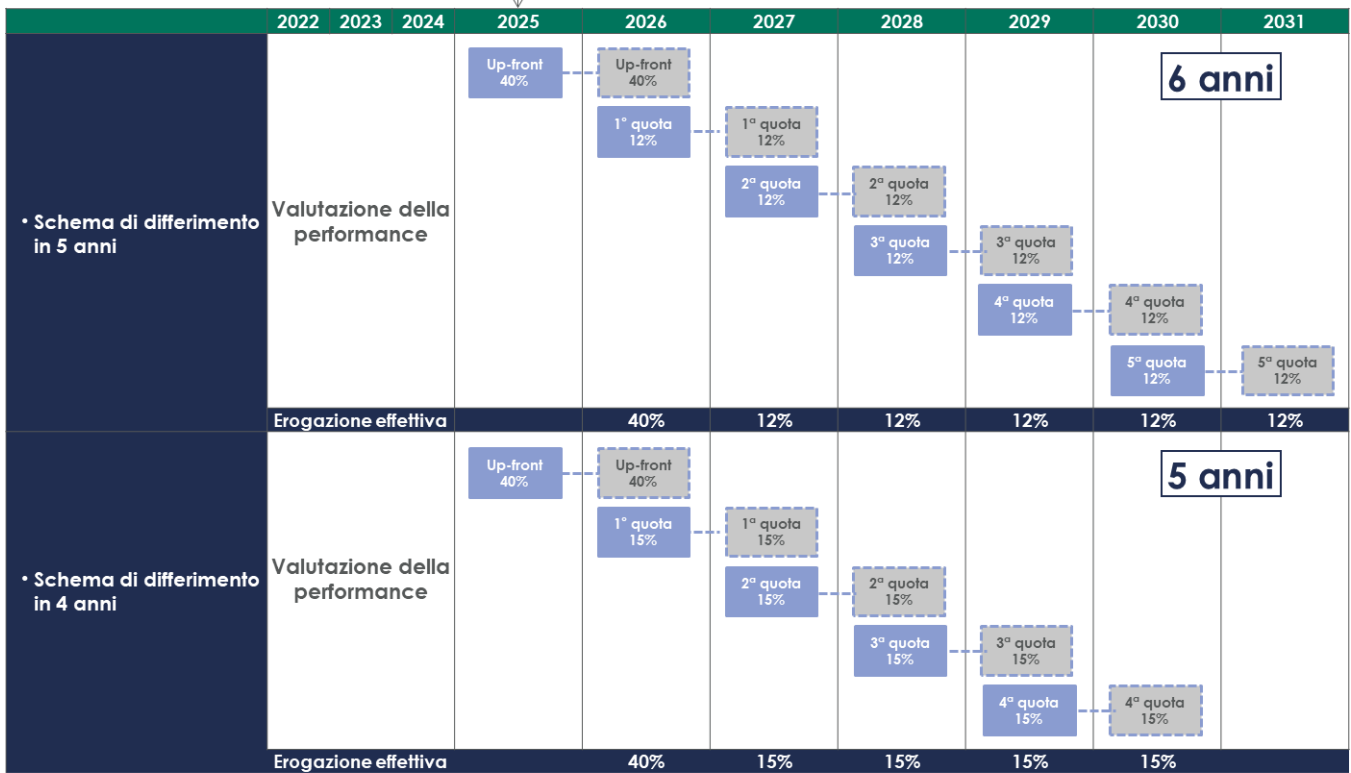 2022 2023 2024 2025 2026 2027 2028 2029 2030 2031
6 anni
• Schema di differimento
in 5 anni
Valutazione della
performance
Up-front
40%
Up-front
40%
1° quota
12%
1ª quota
12%
2ª quota
12%
2ª quota
12%
3ª quota
12%
3ª quota
12%
4ª quota
12%
4ª quota
12%
5ª quota
12%
5ª quota
12%
Erogazione effettiva 40% 12% 12% 12% 12% 12%
5 anni
• Schema di differimento
in 4 anni
Valutazione della
performance
Up-front
40%
Up-front
40%
1° quota
15%
1ª quota
15%
2ª quota
15%
2ª quota
15%
3ª quota
15%
3ª quota
15%
4ª quota
15%
4ª quota
15%
Erogazione effettiva 40% 15% 15% 15% 15%